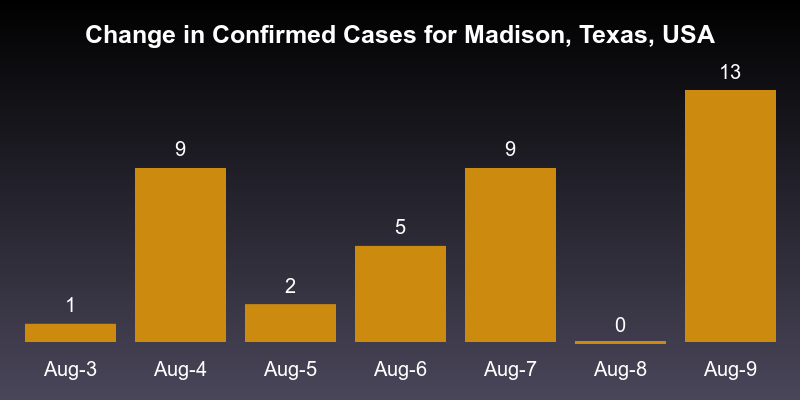 Change in Confirmed Cases for Madison, Texas, USA
1 9 2 5 9 0 13
Aug-3 Aug-4 Aug-5 Aug-6 Aug-7 Aug-8 Aug-9